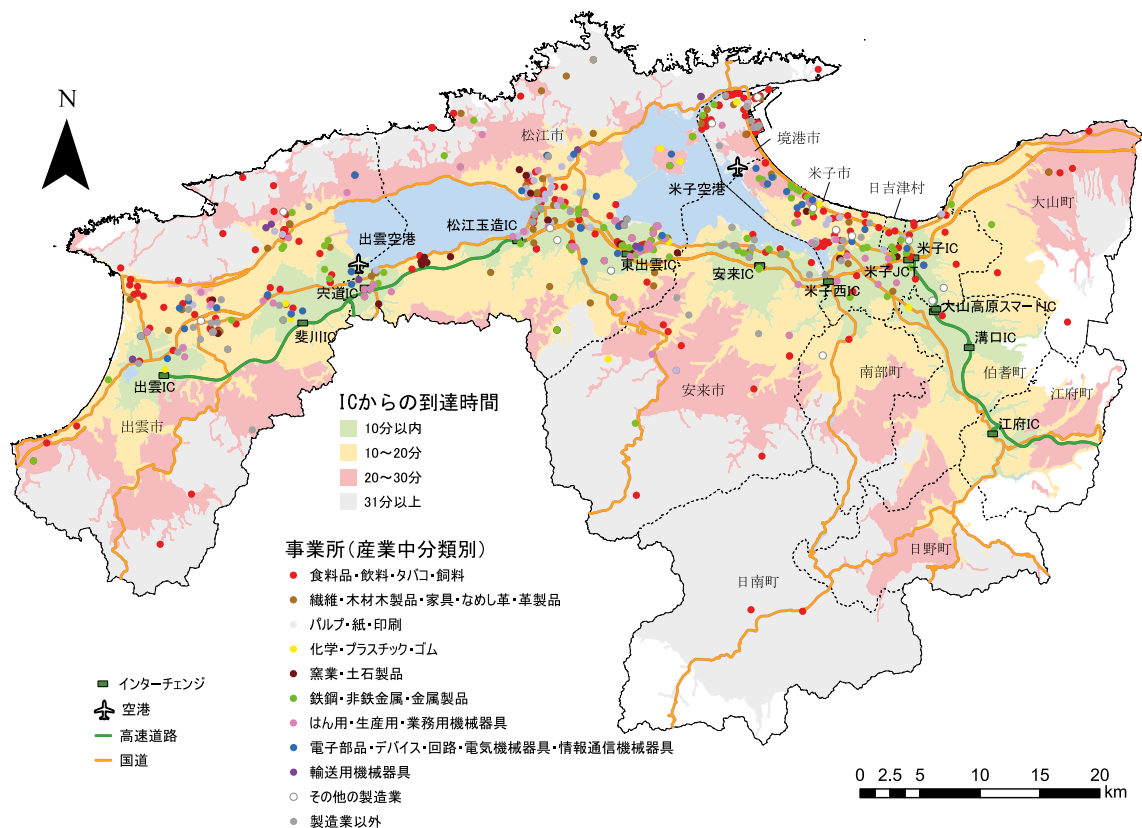 N
松江市
境港市
米子市
日吉津村
大山町
米子空港
出雲空港
松江玉造IC
東出雲IC
安来IC
米子西IC
米子JCT
米子IC
大山高原スマートIC
溝口IC
伯耆町
江府町
江府IC
宍道IC
斐川IC
出雲IC
出雲市
安来市
南部町
日野町
日南町
ICからの到達時間
10分以内
10～20分
20～30分
31分以上
事業所(産業中分類別)
食料品・飲料・タバコ・飼料
繊維・木材木製品・家具・なめし革・革製品
パルプ・紙・印刷
化学・プラスチック・ゴム
窯業・土石製品
鉄鋼・非鉄金属・金属製品
はん用・生産用・業務用機械器具
電子部品・デバイス・回路・電気機械器具・情報通信機械器具
輸送用機械器具
その他の製造業
製造業以外
インターチェンジ
空港
高速道路
国道
0 2.5 5 10 15 20
km